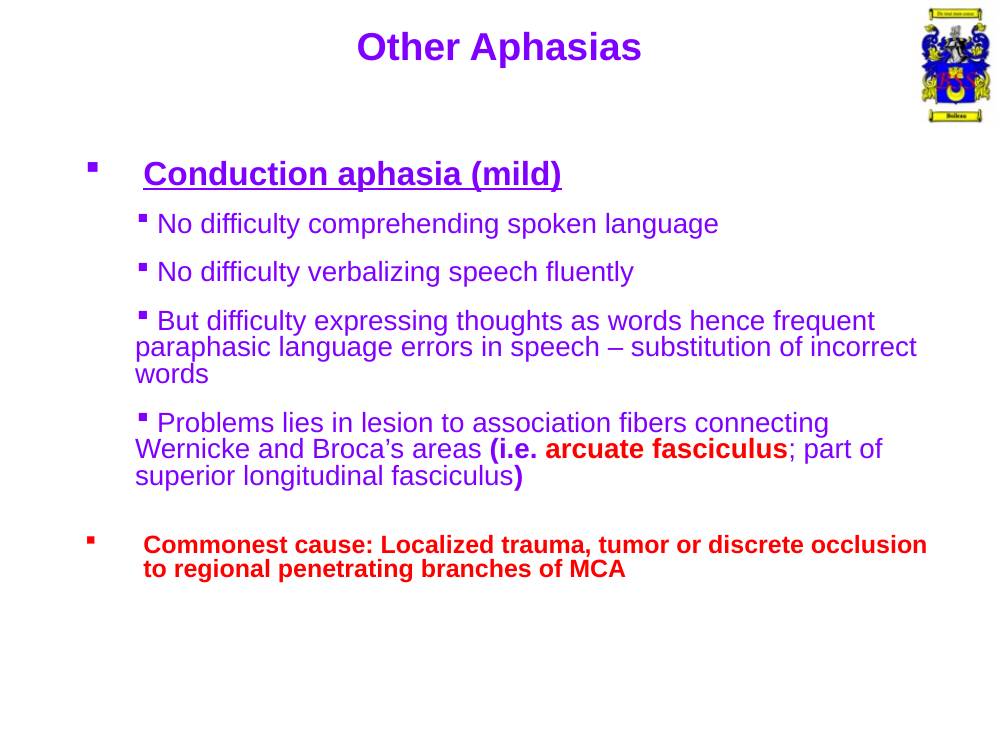 Other Aphasias
Boileau
▪ Conduction aphasia (mild)
▪ No difficulty comprehending spoken language
▪ No difficulty verbalizing speech fluently
▪ But difficulty expressing thoughts as words hence frequent
paraphasic language errors in speech – substitution of incorrect
words
▪ Problems lies in lesion to association fibers connecting
Wernicke and Broca’s areas (i.e. arcuate fasciculus; part of
superior longitudinal fasciculus)
▪ Commonest cause: Localized trauma, tumor or discrete occlusion
to regional penetrating branches of MCA